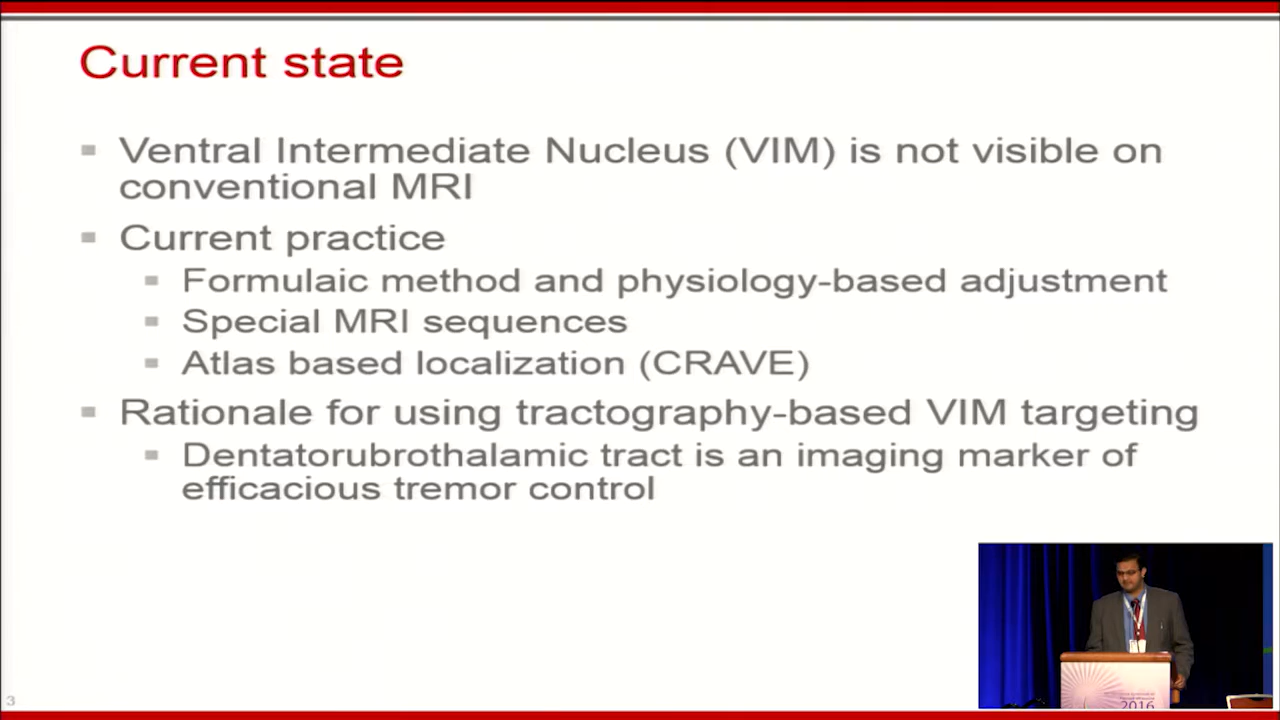 Current state
Ventral Intermediate Nucleus (VIM) is not visible on
conventional MRI
Current practice
Formulaic method and physiology-based adjustment
Special MRI sequences
Atlas based localization (CRAVE)
Rationale for using tractography-based VIM targeting
Dentatorubrothalamic tract is an imaging marker of
efficacious tremor control
3
2016